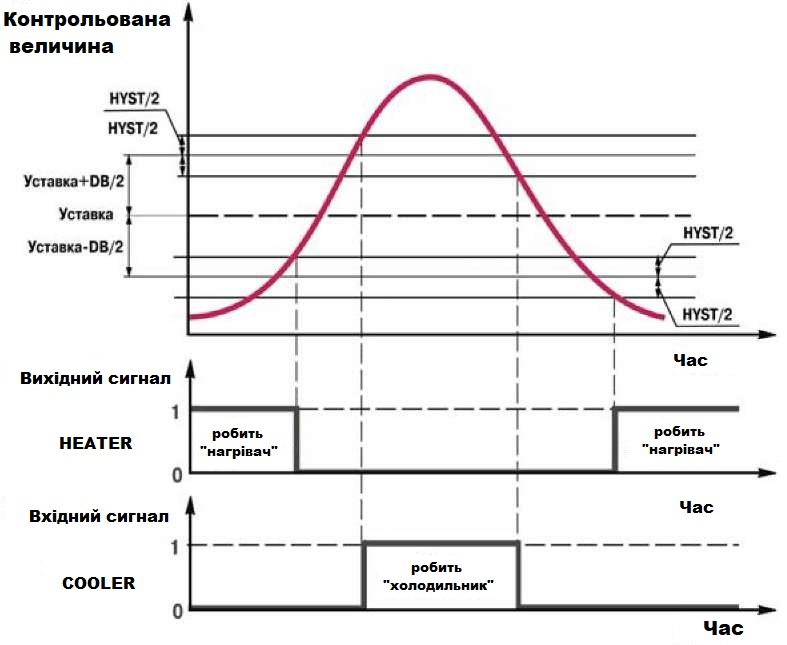 Контрольована
величина
HYST/2
HYST/2
Уставка+DB/2
Уставка
Уставка-DB/2
HYST/2
HYST/2
Час
Вихідний сигнал
1
HEATER
робить
"нагрівач"
робить
"нагрівач"
0
Час
Вхідний сигнал
1
COOLER
робить
"холодильник"
0
Час